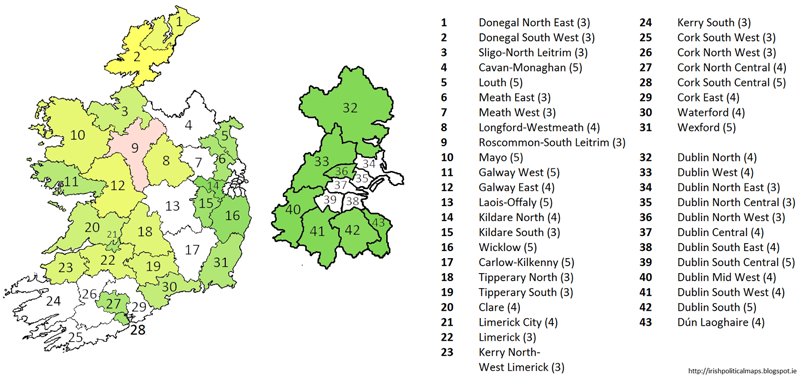 1
2
3
4
5
10
9
8
6
7
11
12
14
13
15
16
20
21
18
17
23
22
19
31
24
26
27
29
30
25
28
32
33
34
36
35
37
39
38
40
41
42
43
1 Donegal North East (3)
2 Donegal South West (3)
3 Sligo-North Leitrim (3)
4 Cavan-Monaghan (5)
5 Louth (5)
6 Meath East (3)
7 Meath West (3)
8 Longford-Westmeath (4)
9 Roscommon-South Leitrim (3)
10 Mayo (5)
11 Galway West (5)
12 Galway East (4)
13 Laois-Offaly (5)
14 Kildare North (4)
15 Kildare South (3)
16 Wicklow (5)
17 Carlow-Kilkenny (5)
18 Tipperary North (3)
19 Tipperary South (3)
20 Clare (4)
21 Limerick City (4)
22 Limerick (3)
23 Kerry North-
West Limerick (3)
24 Kerry South (3)
25 Cork South West (3)
26 Cork North West (3)
27 Cork North Central (4)
28 Cork South Central (5)
29 Cork East (4)
30 Waterford (4)
31 Wexford (5)
32 Dublin North (4)
33 Dublin West (4)
34 Dublin North East (3)
35 Dublin North Central (3)
36 Dublin North West (3)
37 Dublin Central (4)
38 Dublin South East (4)
39 Dublin South Central (5)
40 Dublin Mid West (4)
41 Dublin South West (4)
42 Dublin South (5)
43 Dún Laoghaire (4)
http://irishpoliticalmaps.blogspot.ie